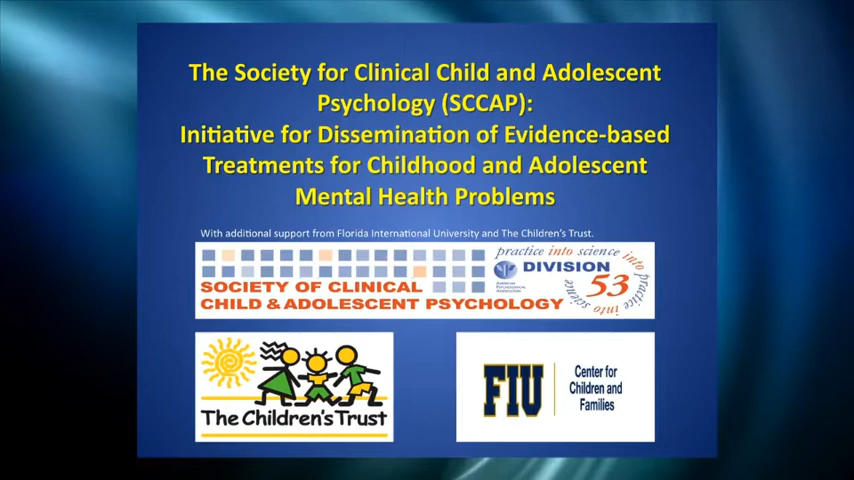 The Society for Clinical Child and Adolescent
Psychology (SCCAP):
Initiative for Dissemination of Evidence-based
Treatments for Childhood and Adolescent
Mental Health Problems
With additional support from Florida International University and The Children's Trust.
SOCIETY OF CLINICAL
CHILD & ADOLESCENT PSYCHOLOGY
practice into science into practice into science
AMERICAN
PSYCHOLOGICAL
ASSOCIATION
DIVISION
53
The Children's Trust
FIU
Center for
Children and
Families